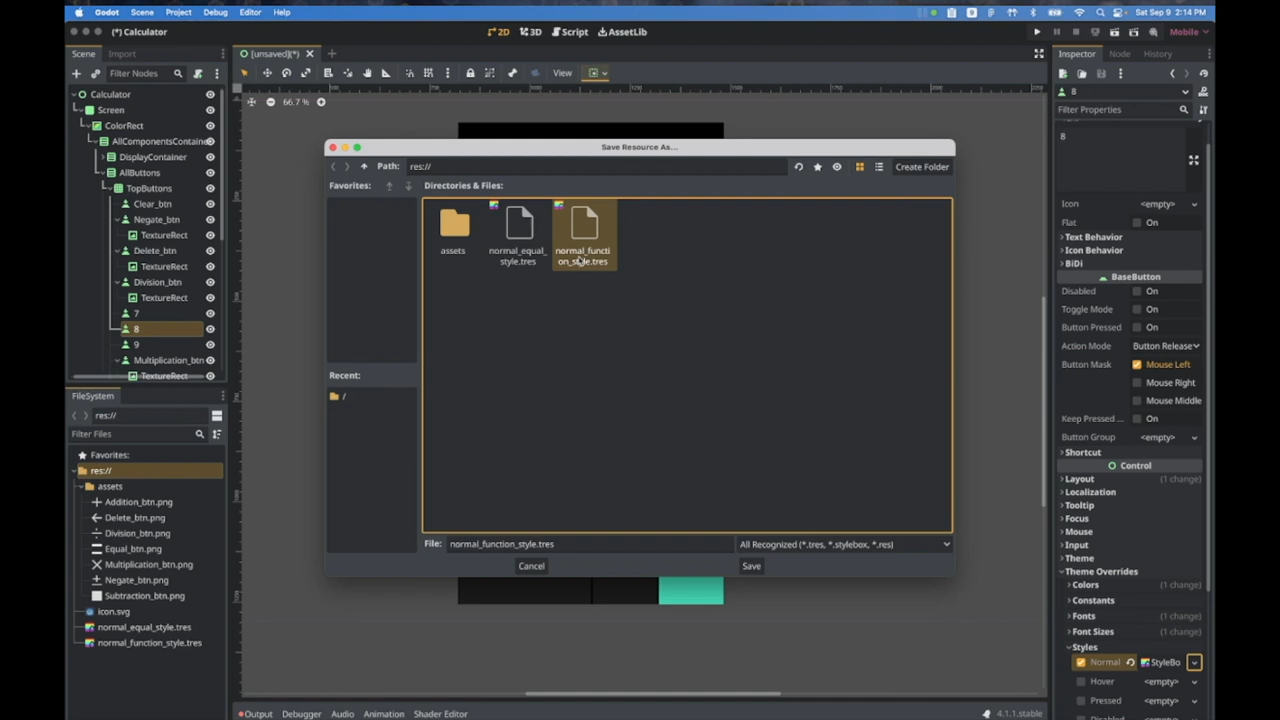 Godot Scene Project Debug Editor Help
Sat Sep 9 2:14 PM
(*) Calculator
2D 3D Script AssetLib
Mobile
Scene Import
[unsaved](*)
Inspector Node History
Filter Nodes
View
8
66.7 %
Filter Properties
Calculator
Screen
ColorRect
AllComponentsContaine
DisplayContainer
AllButtons
TopButtons
Clear_btn
Negate_btn
TextureRect
Delete_btn
TextureRect
Division_btn
TextureRect
7
8
9
Multiplication_btn
TextureRect
FileSystem
res://
Filter Files
Favorites:
res://
assets
Addition_btn.png
Delete_btn.png
Division_btn.png
Equal_btn.png
Multiplication_btn.png
Negate_btn.png
Subtraction_btn.png
icon.svg
normal_equal_style.tres
normal_function_style.tres
Save Resource As...
Path: res://
Create Folder
Favorites:
Directories & Files:
assets
normal_equal_
style.tres
normal_functi
on_style.tres
Recent:
/
File: normal_function_style.tres
All Recognized (*.tres, *.stylebox, *.res)
Cancel
Save
8
Icon <empty>
Flat On
Text Behavior
Icon Behavior
BiDi
BaseButton
Disabled On
Toggle Mode On
Button Pressed On
Action Mode Button Release
Button Mask Mouse Left
Mouse Right
Mouse Middle
Keep Pressed ... On
Button Group <empty>
Shortcut
Control
Layout (1 change)
Localization
Tooltip
Focus
Mouse
Input
Theme
Theme Overrides
Colors (1 change)
Constants
Fonts (1 change)
Font Sizes (1 change)
Styles
Normal StyleBo
Hover <empty>
Pressed <empty>
Output Debugger Audio Animation Shader Editor
4.1.1.stable